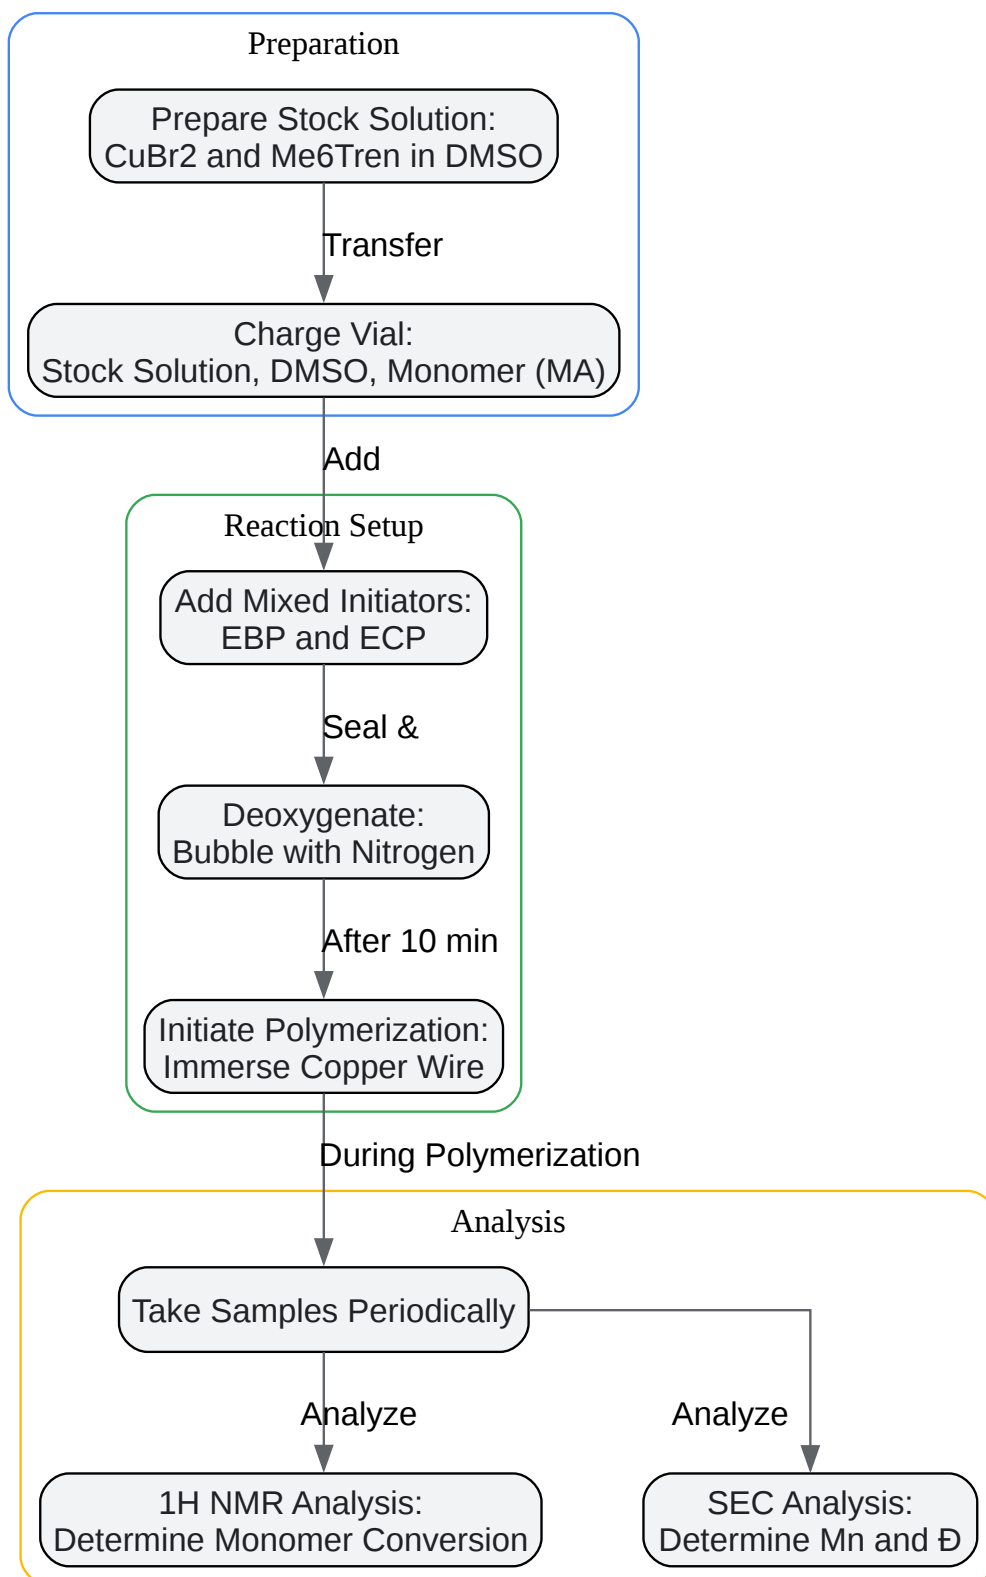 Preparation
Prepare Stock Solution:
CuBr2 and Me6Tren in DMSO
Transfer
Charge Vial:
Stock Solution, DMSO, Monomer (MA)
Add
Reaction Setup
Add Mixed Initiators:
EBP and ECP
Seal &
Deoxygenate:
Bubble with Nitrogen
After 10 min
Initiate Polymerization:
Immerse Copper Wire
During Polymerization
Analysis
Take Samples Periodically
Analyze
Analyze
1H NMR Analysis:
Determine Monomer Conversion
SEC Analysis:
Determine Mn and Đ